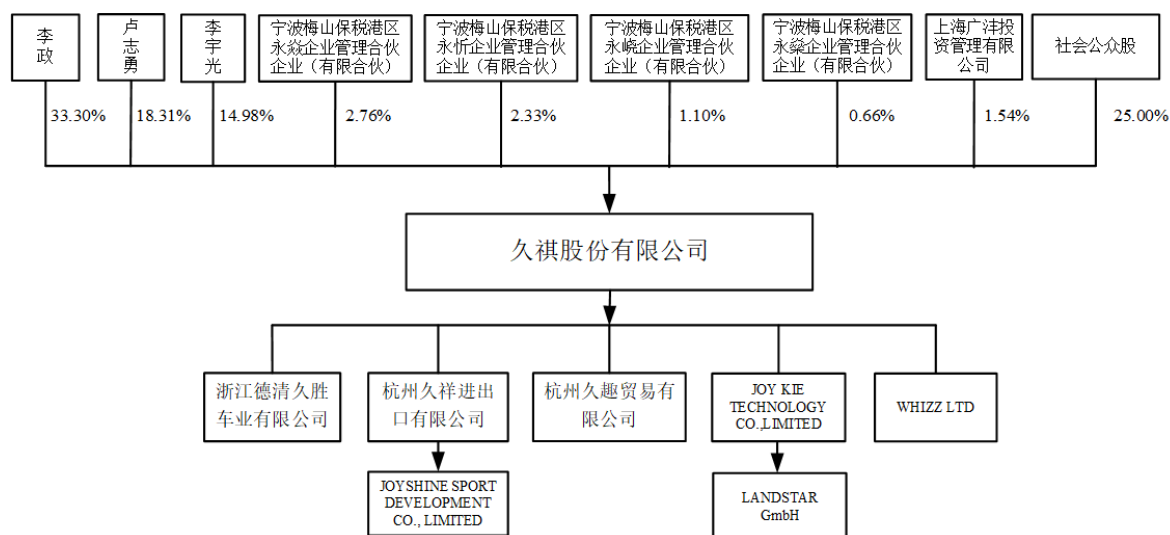 李
政
卢
志
勇
李
宇
光
宁波梅山保税港区
永焱企业管理合伙
企业（有限合伙）
宁波梅山保税港区
永忻企业管理合伙
企业（有限合伙）
宁波梅山保税港区
永峣企业管理合伙
企业（有限合伙）
宁波梅山保税港区
永燊企业管理合伙
企业（有限合伙）
上海广沣投
资管理有限
公司
社会公众股
33.30%
18.31%
14.98%
2.76%
2.33%
1.10%
0.66%
1.54%
25.00%
久祺股份有限公司
浙江德清久胜
车业有限公司
杭州久祥进出
口有限公司
杭州久趣贸易有
限公司
JOY KIE
TECHNOLOGY
CO.,LIMITED
WHIZZ LTD
JOYSHINE SPORT
DEVELOPMENT
CO., LIMITED
LANDSTAR
GmbH